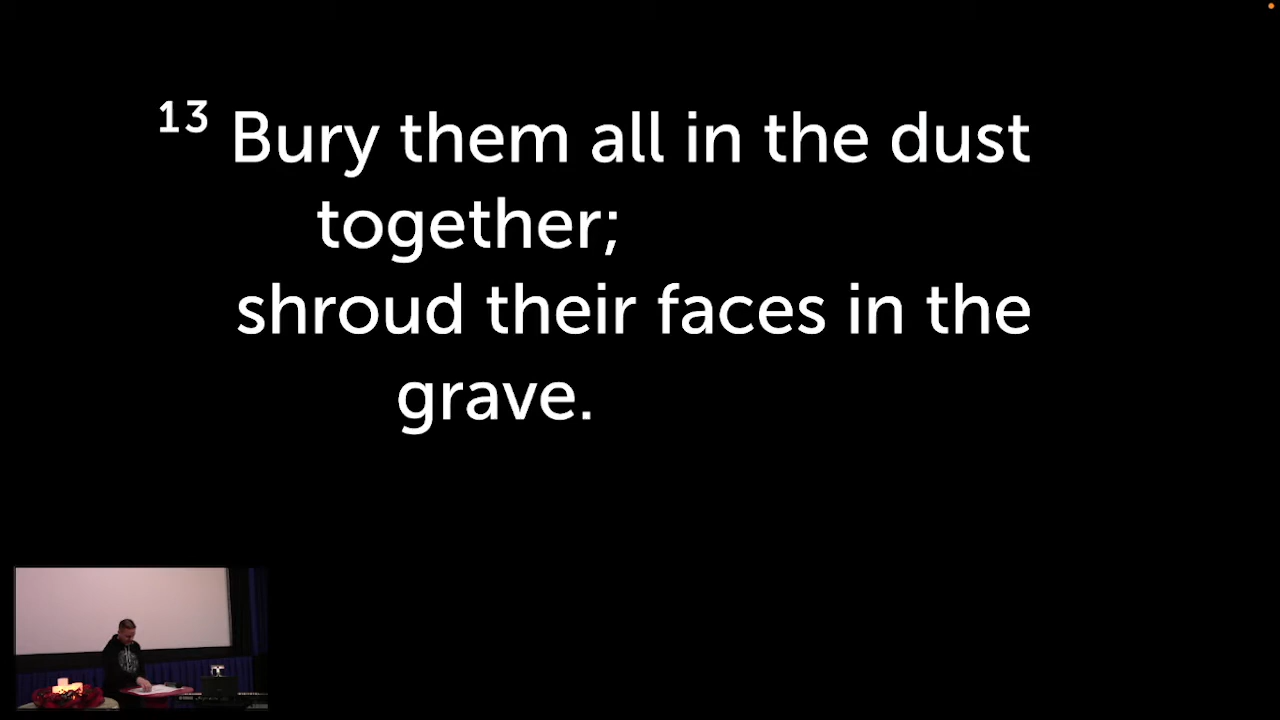 13 Bury them all in the dust
together;
shroud their faces in the
grave.